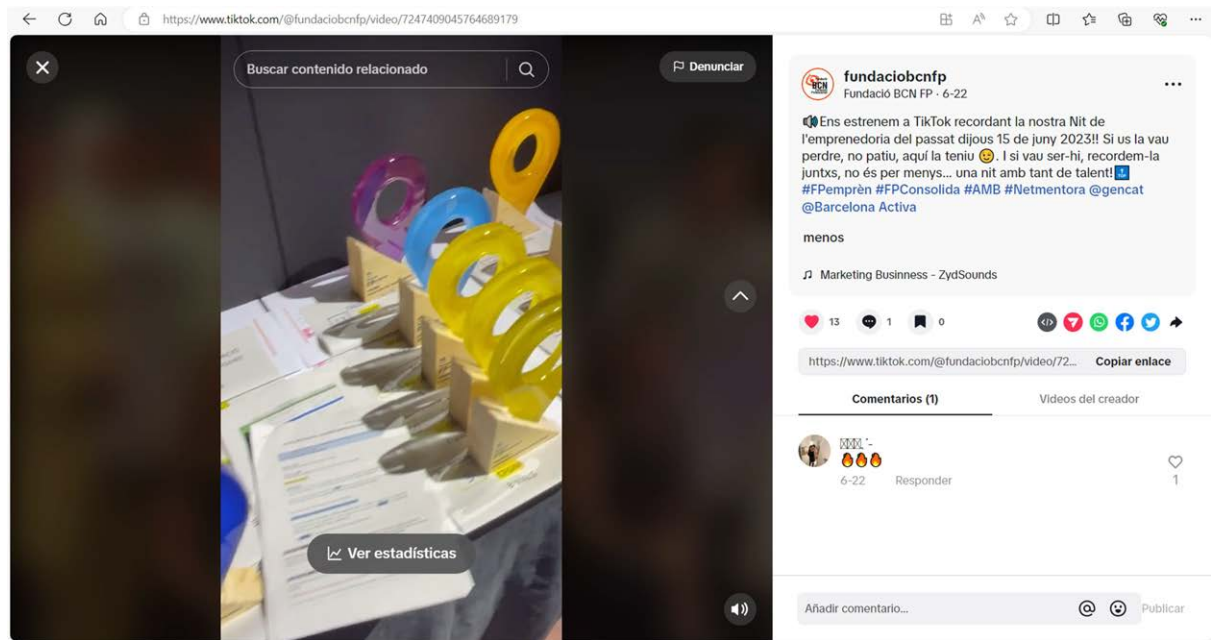 https://www.tiktok.com/@fundaciobcnfp/video/7247409045764689179
Buscar contenido relacionado
Denunciar
Ver estadísticas
BCN
fundaciobcnfp
Fundació BCN FP · 6-22
Ens estrenem a TikTok recordant la nostra Nit de
l'emprenedoria del passat dijous 15 de juny 2023!! Si us la vau
perdre, no patiu, aquí la teniu 😉. I si vau ser-hi, recordem-la
juntxs, no és per menys... una nit amb tant de talent!
#FPemprèn #FPConsolida #AMB #Netmentora @gencat
@Barcelona Activa
menos
Marketing Businness - ZydSounds
13 1 0
https://www.tiktok.com/@fundaciobcnfp/video/72... Copiar enlace
Comentarios (1) Videos del creador
🔥🔥🔥
6-22 Responder 1
Añadir comentario... Publicar